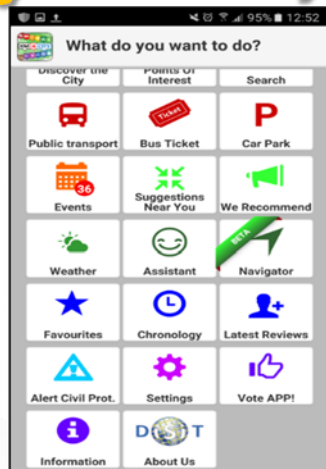 95% 12:52
What do you want to do?
Discover the Points Of
City Interest Search
Ticket P
Public transport Bus Ticket Car Park
36
Events Suggestions Near You We Recommend
BETA
Weather Assistant Navigator
Favourites Chronology Latest Reviews
Alert Civil Prot. Settings Vote APP!
i DISIT
Information About Us